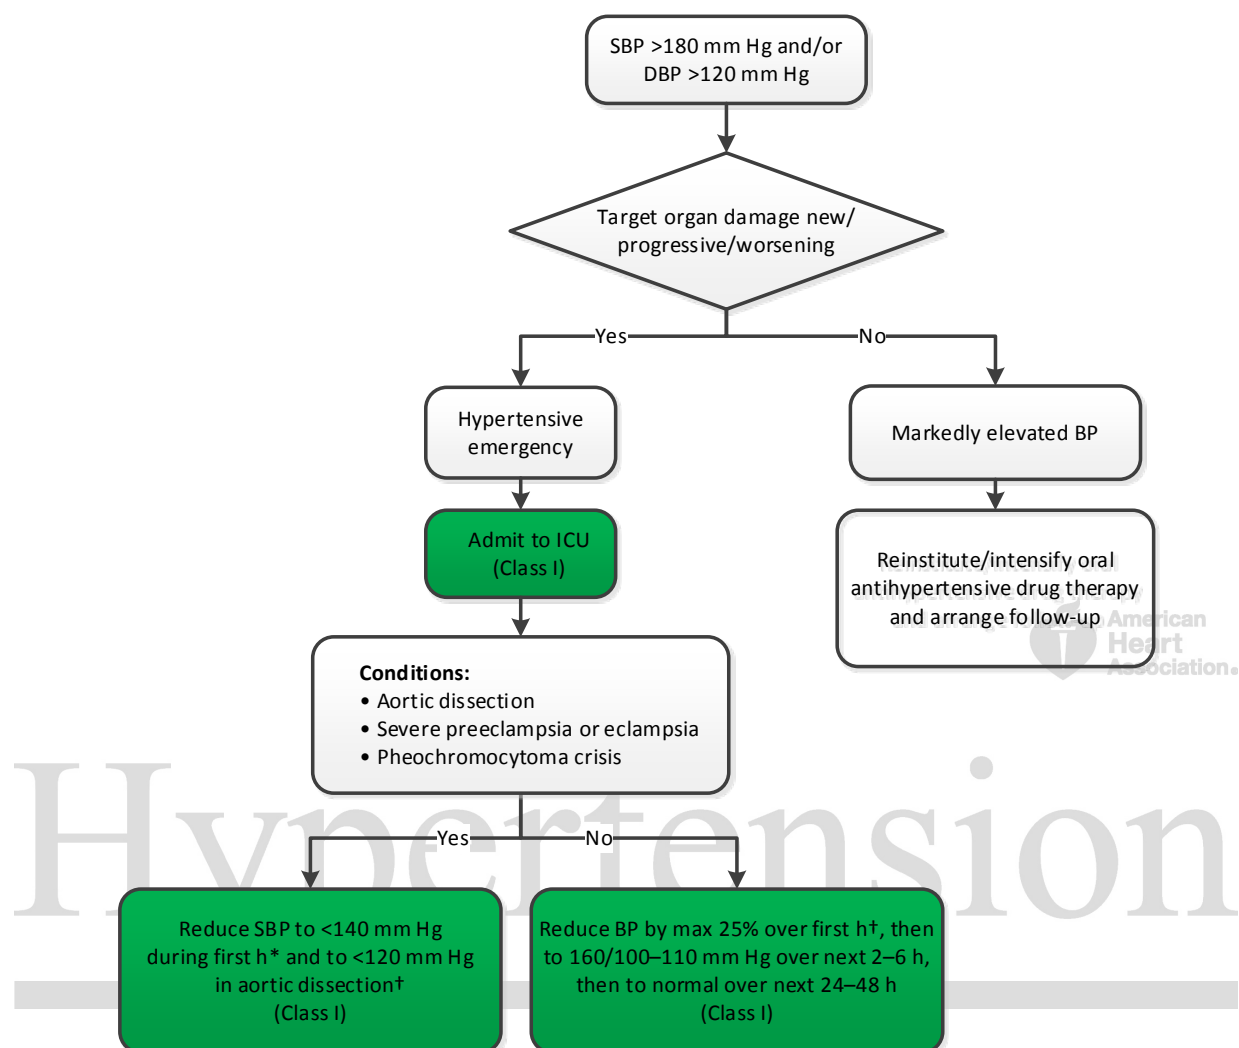 SBP >180 mm Hg and/or
DBP >120 mm Hg
Target organ damage new/
progressive/worsening
Yes
No
Hypertensive
emergency
Markedly elevated BP
Admit to ICU
(Class I)
Reinstitute/intensify oral
antihypertensive drug therapy
and arrange follow-up
American
Heart
Association®
Conditions:
• Aortic dissection
• Severe preeclampsia or eclampsia
• Pheochromocytoma crisis
Hypertension
Yes
No
Reduce SBP to <140 mm Hg
during first h* and to <120 mm Hg
in aortic dissection†
(Class I)
Reduce BP by max 25% over first h†, then
to 160/100–110 mm Hg over next 2–6 h,
then to normal over next 24–48 h
(Class I)